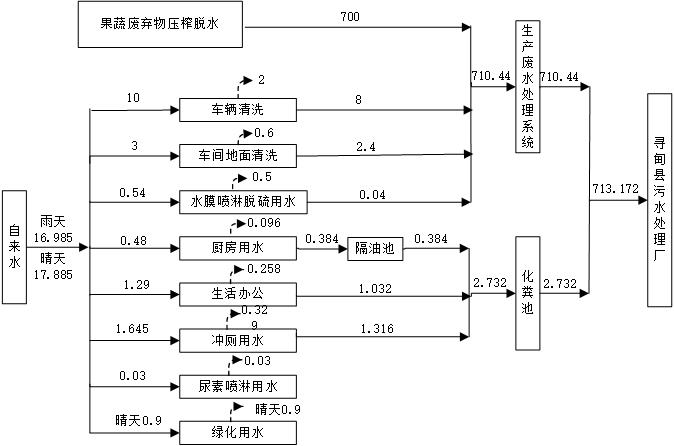 果蔬废弃物压榨脱水
700
生产废水处理系统
710.44
710.44
2
10
车辆清洗
8
0.6
3
车间地面清洗
2.4
0.5
0.54
水膜喷淋脱硫用水
0.04
寻甸县污水处理厂
713.172
自来水
雨天
16.985
晴天
17.885
0.096
0.48
厨房用水
0.384
隔油池
0.384
0.258
1.29
生活办公
1.032
2.732
化粪池
2.732
0.32
9
1.645
冲厕用水
1.316
0.03
0.03
尿素喷淋用水
晴天0.9
晴天0.9
绿化用水